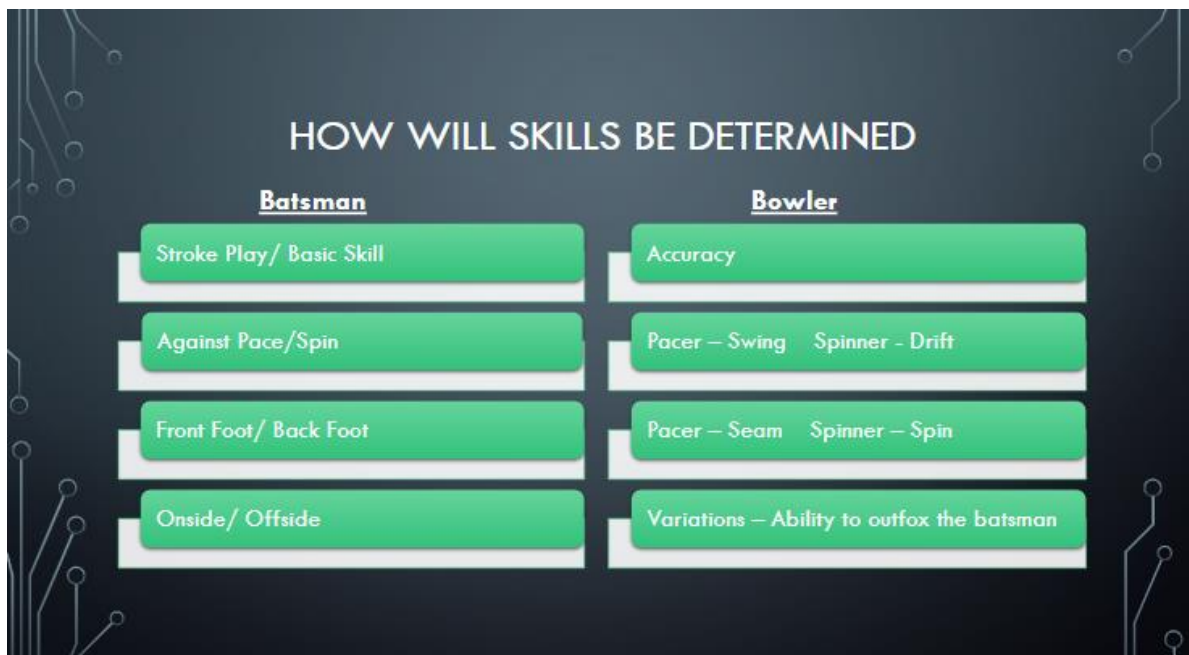 HOW WILL SKILLS BE DETERMINED
Batsman
Stroke Play/ Basic Skill
Against Pace/Spin
Front Foot/ Back Foot
Onside/ Offside
Bowler
Accuracy
Pacer – Swing Spinner - Drift
Pacer – Seam Spinner – Spin
Variations – Ability to outfox the batsman